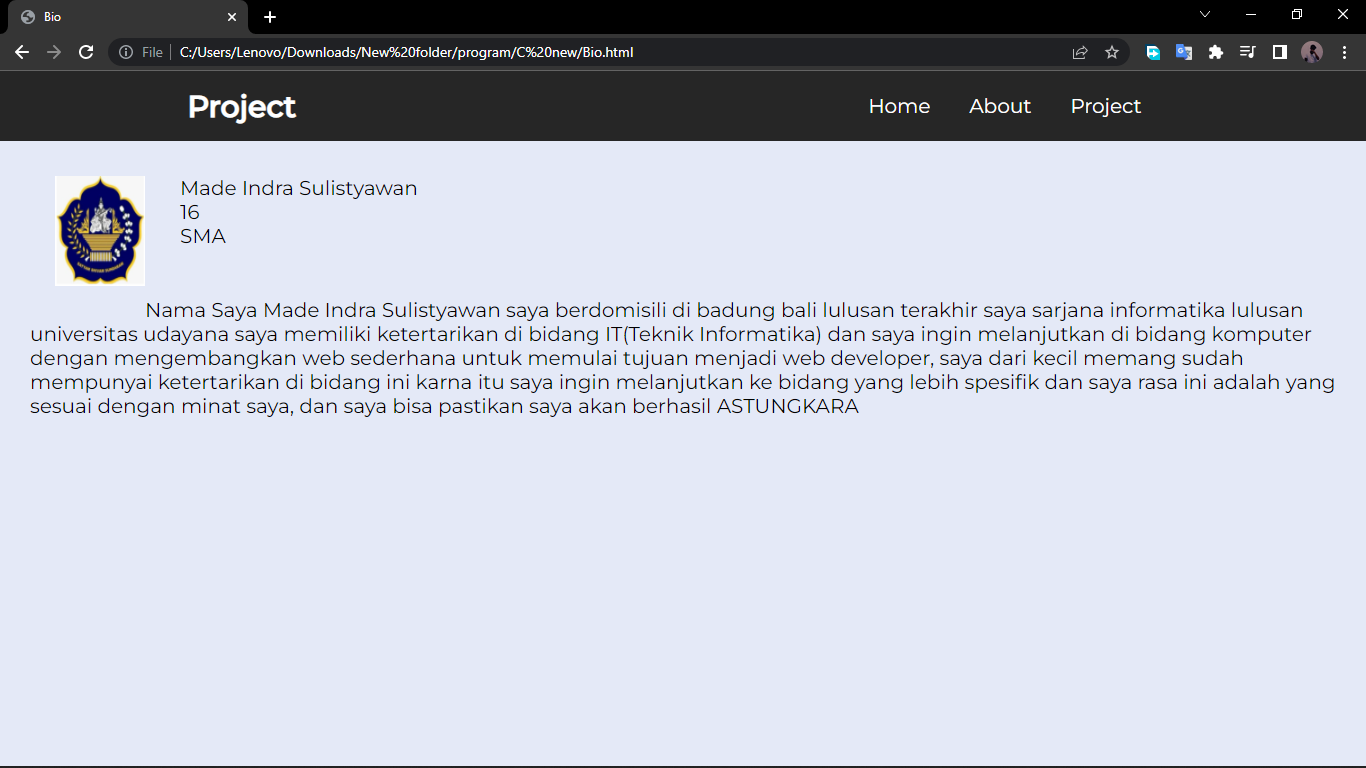 Bio
File
C:/Users/Lenovo/Downloads/New%20folder/program/C%20new/Bio.html
Project
Home
About
Project
Made Indra Sulistyawan
16
SMA
Nama Saya Made Indra Sulistyawan saya berdomisili di badung bali lulusan terakhir saya sarjana informatika lulusan
universitas udayana saya memiliki ketertarikan di bidang IT(Teknik Informatika) dan saya ingin melanjutkan di bidang komputer
dengan mengembangkan web sederhana untuk memulai tujuan menjadi web developer, saya dari kecil memang sudah
mempunyai ketertarikan di bidang ini karna itu saya ingin melanjutkan ke bidang yang lebih spesifik dan saya rasa ini adalah yang
sesuai dengan minat saya, dan saya bisa pastikan saya akan berhasil ASTUNGKARA